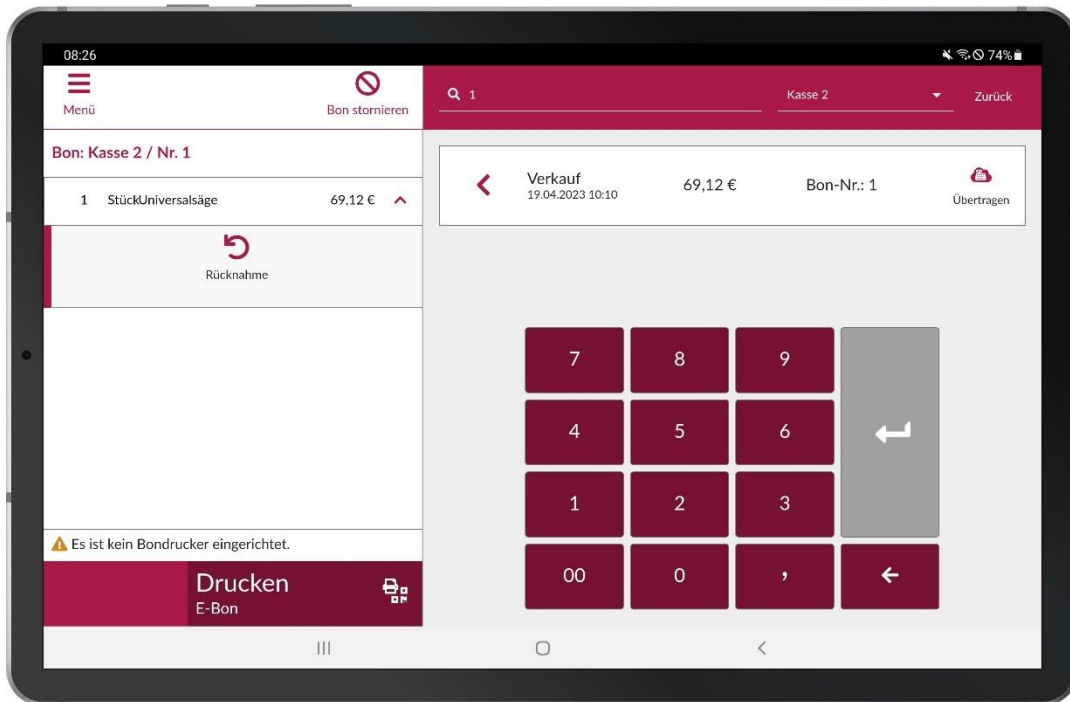 08:26
74%
Menü
Bon stornieren
1
Kasse 2
Zurück
Bon: Kasse 2 / Nr. 1
1 StückUniversalsäge 69,12 €
Rücknahme
Verkauf
19.04.2023 10:10
69,12 €
Bon-Nr.: 1
Übertragen
7 8 9
4 5 6
1 2 3
00 0 ,
Es ist kein Bondrucker eingerichtet.
Drucken
E-Bon